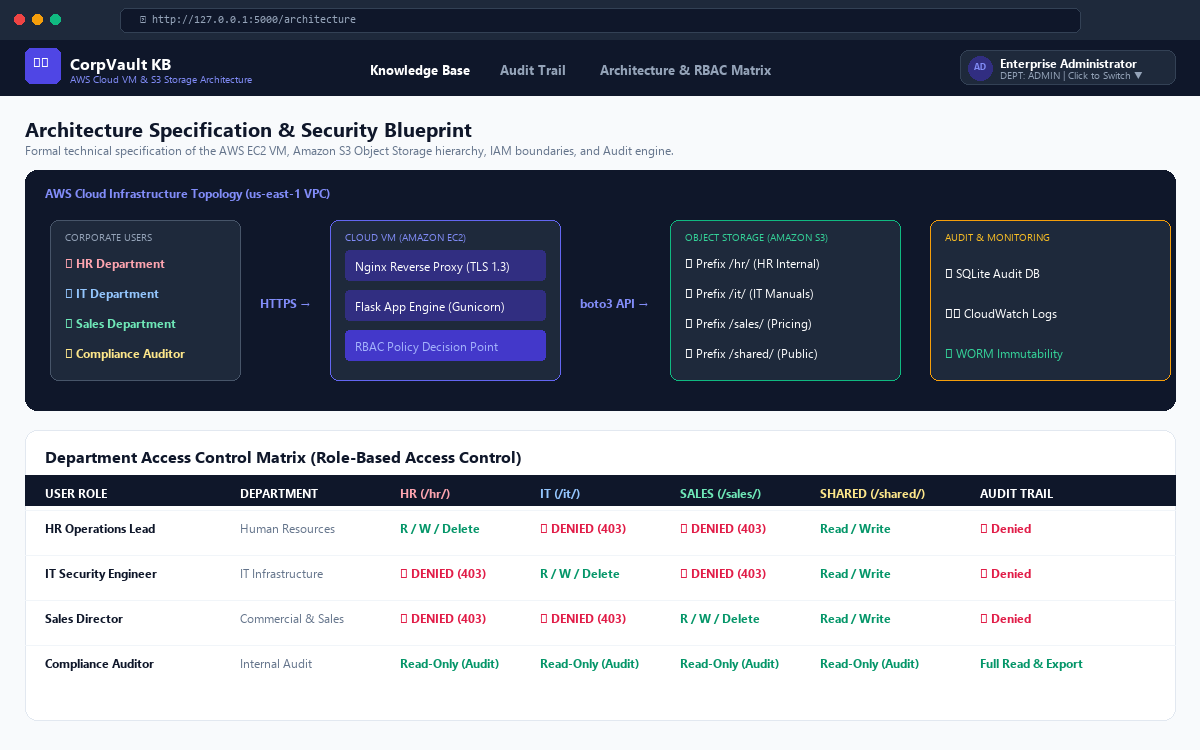 http://127.0.0.1:5000/architecture
CorpVault KB
AWS Cloud VM & S3 Storage Architecture
Knowledge Base
Audit Trail
Architecture & RBAC Matrix
AD
Enterprise Administrator
DEPT: ADMIN | Click to Switch ▼
Architecture Specification & Security Blueprint
Formal technical specification of the AWS EC2 VM, Amazon S3 Object Storage hierarchy, IAM boundaries, and Audit engine.
AWS Cloud Infrastructure Topology (us-east-1 VPC)
CORPORATE USERS
HR Department
IT Department
Sales Department
Compliance Auditor
HTTPS →
CLOUD VM (AMAZON EC2)
Nginx Reverse Proxy (TLS 1.3)
Flask App Engine (Gunicorn)
RBAC Policy Decision Point
boto3 API →
OBJECT STORAGE (AMAZON S3)
Prefix /hr/ (HR Internal)
Prefix /it/ (IT Manuals)
Prefix /sales/ (Pricing)
Prefix /shared/ (Public)
AUDIT & MONITORING
SQLite Audit DB
CloudWatch Logs
WORM Immutability
Department Access Control Matrix (Role-Based Access Control)
USER ROLE DEPARTMENT HR (/hr/) IT (/it/) SALES (/sales/) SHARED (/shared/) AUDIT TRAIL
HR Operations Lead Human Resources R / W / Delete DENIED (403) DENIED (403) Read / Write Denied
IT Security Engineer IT Infrastructure DENIED (403) R / W / Delete DENIED (403) Read / Write Denied
Sales Director Commercial & Sales DENIED (403) DENIED (403) R / W / Delete Read / Write Denied
Compliance Auditor Internal Audit Read-Only (Audit) Read-Only (Audit) Read-Only (Audit) Read-Only (Audit) Full Read & Export